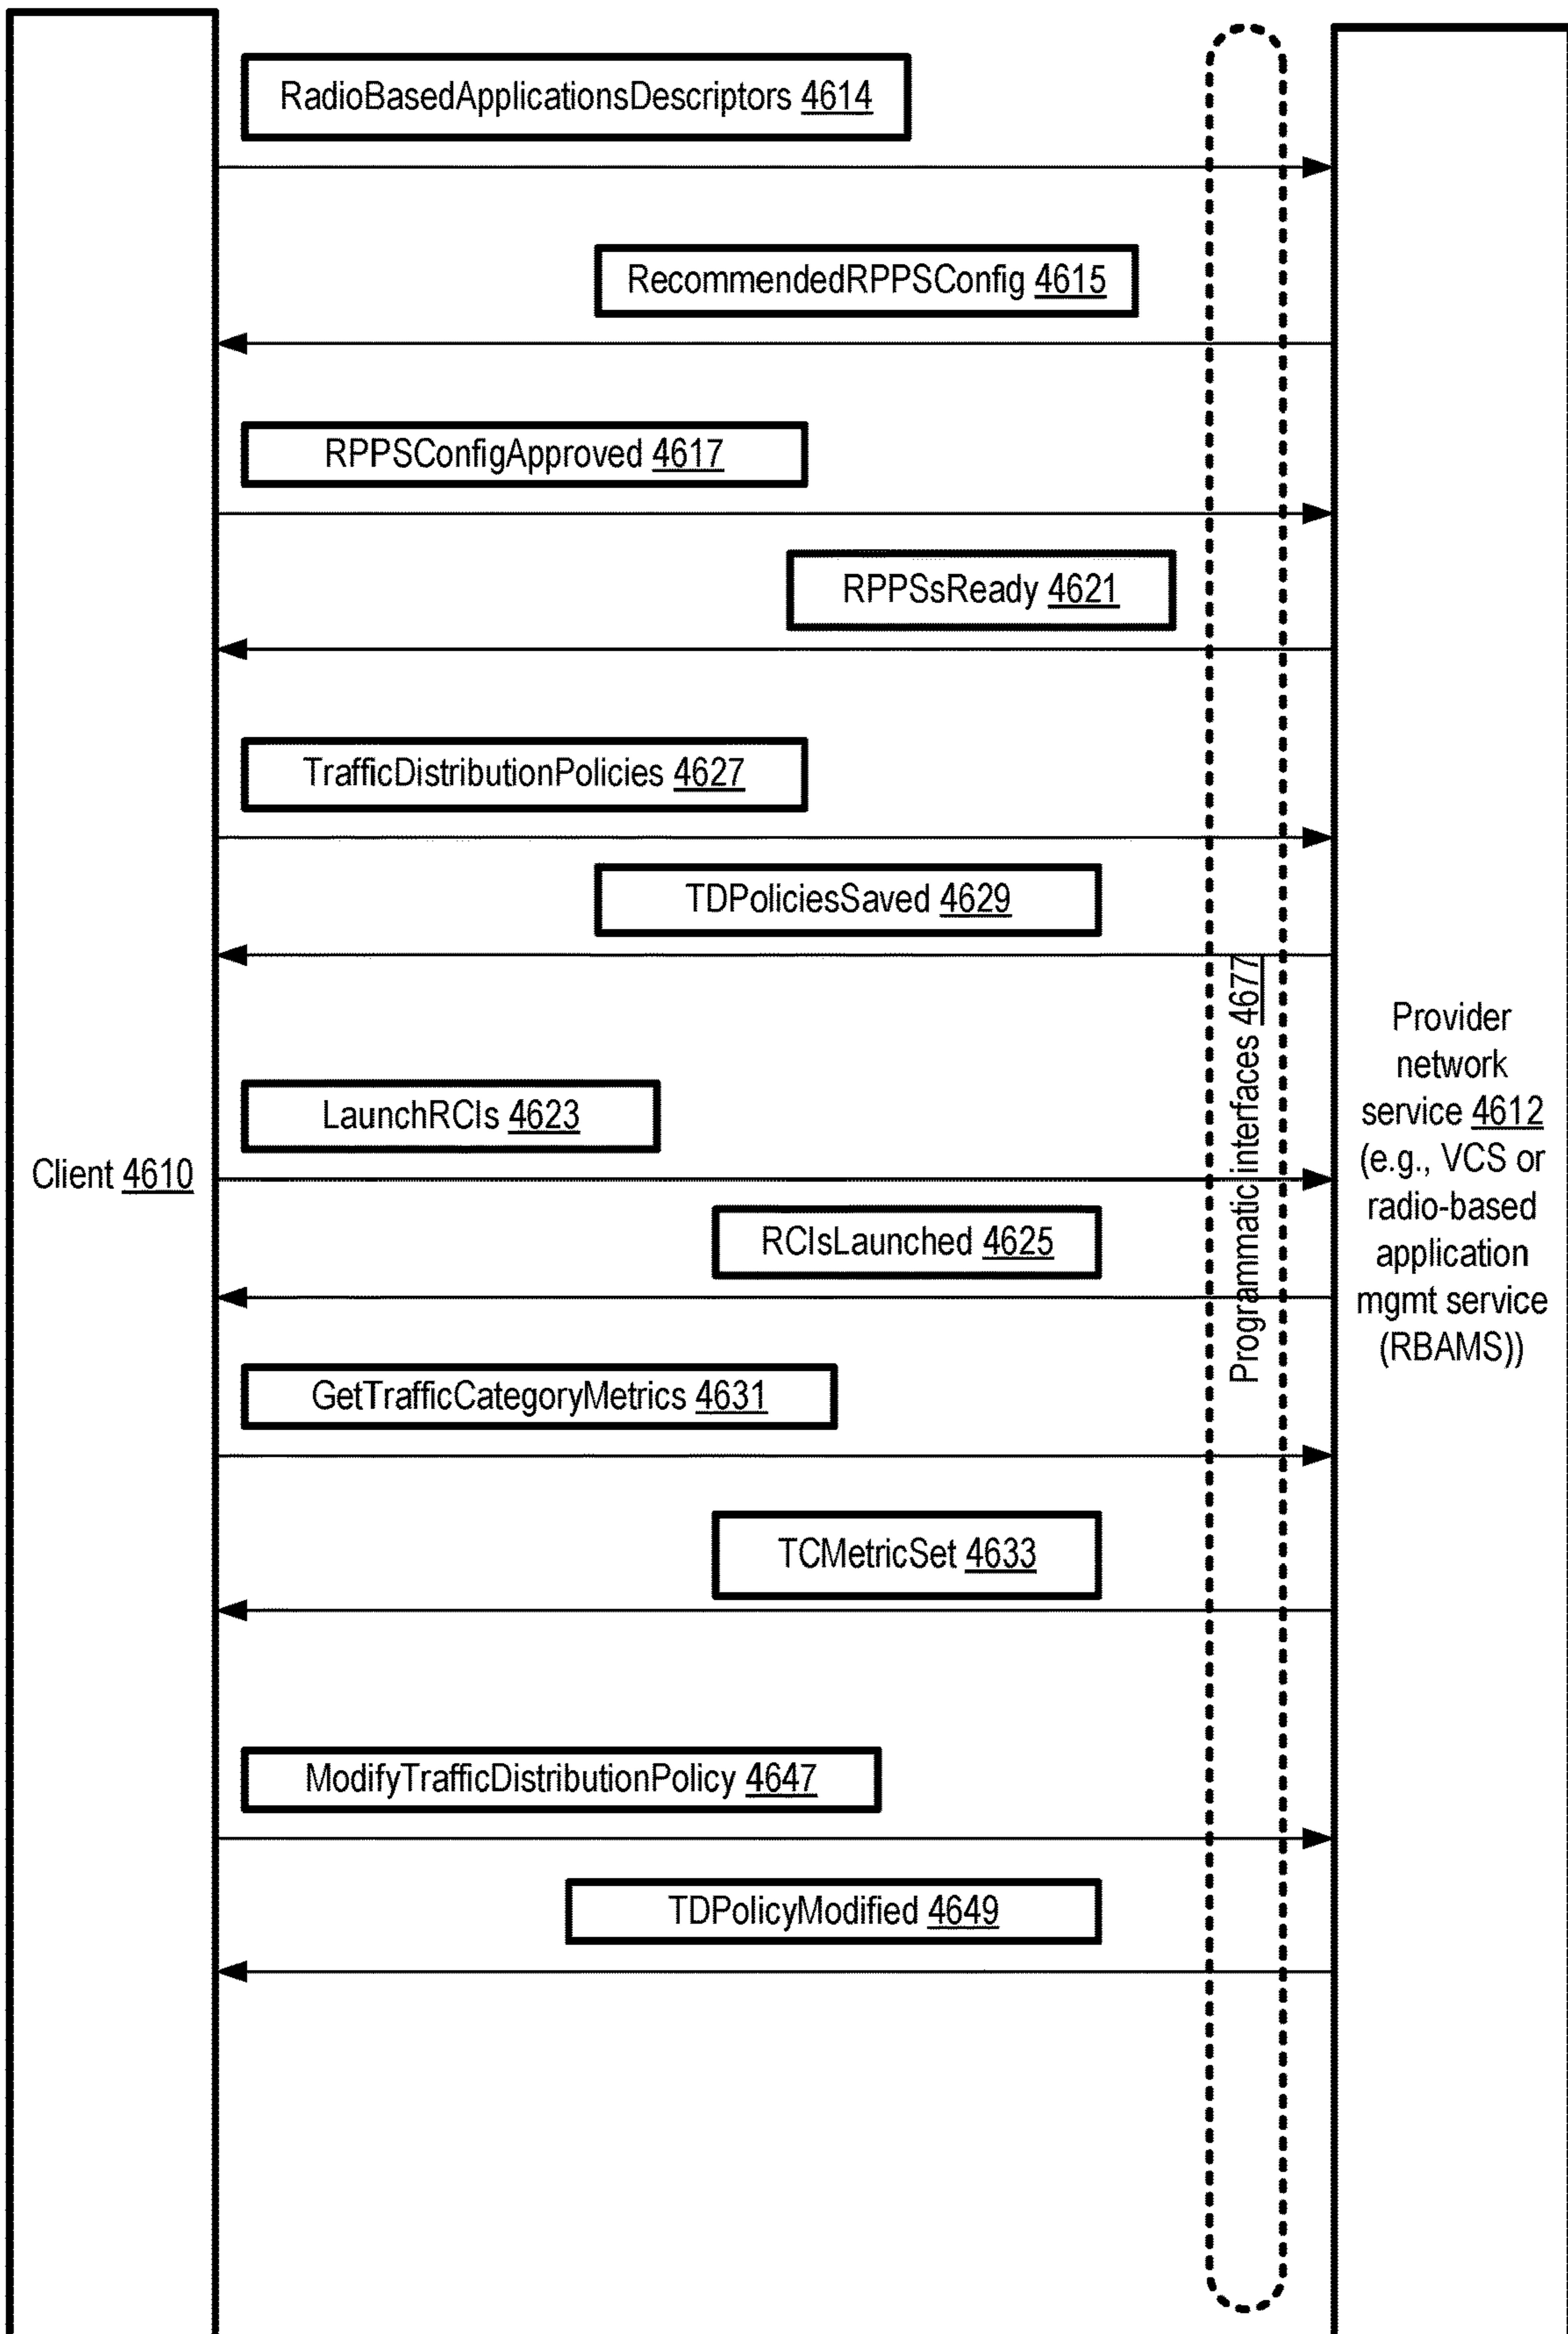 RadioBasedApplicationsDescriptors 4614
RecommendedRPPSConfig 4615
RPPSConfigApproved 4617
RPPSsReady 4621
TrafficDistributionPolicies 4627
TDPoliciesSaved 4629
LaunchRCIs 4623
Client 4610
RCIsLaunched 4625
Programmatic interfaces 4677
Provider
network
service 4612
(e.g., VCS or
radio-based
application
mgmt service
(RBAMS))
GetTrafficCategoryMetrics 4631
TCMetricSet 4633
ModifyTrafficDistributionPolicy 4647
TDPolicyModified 4649